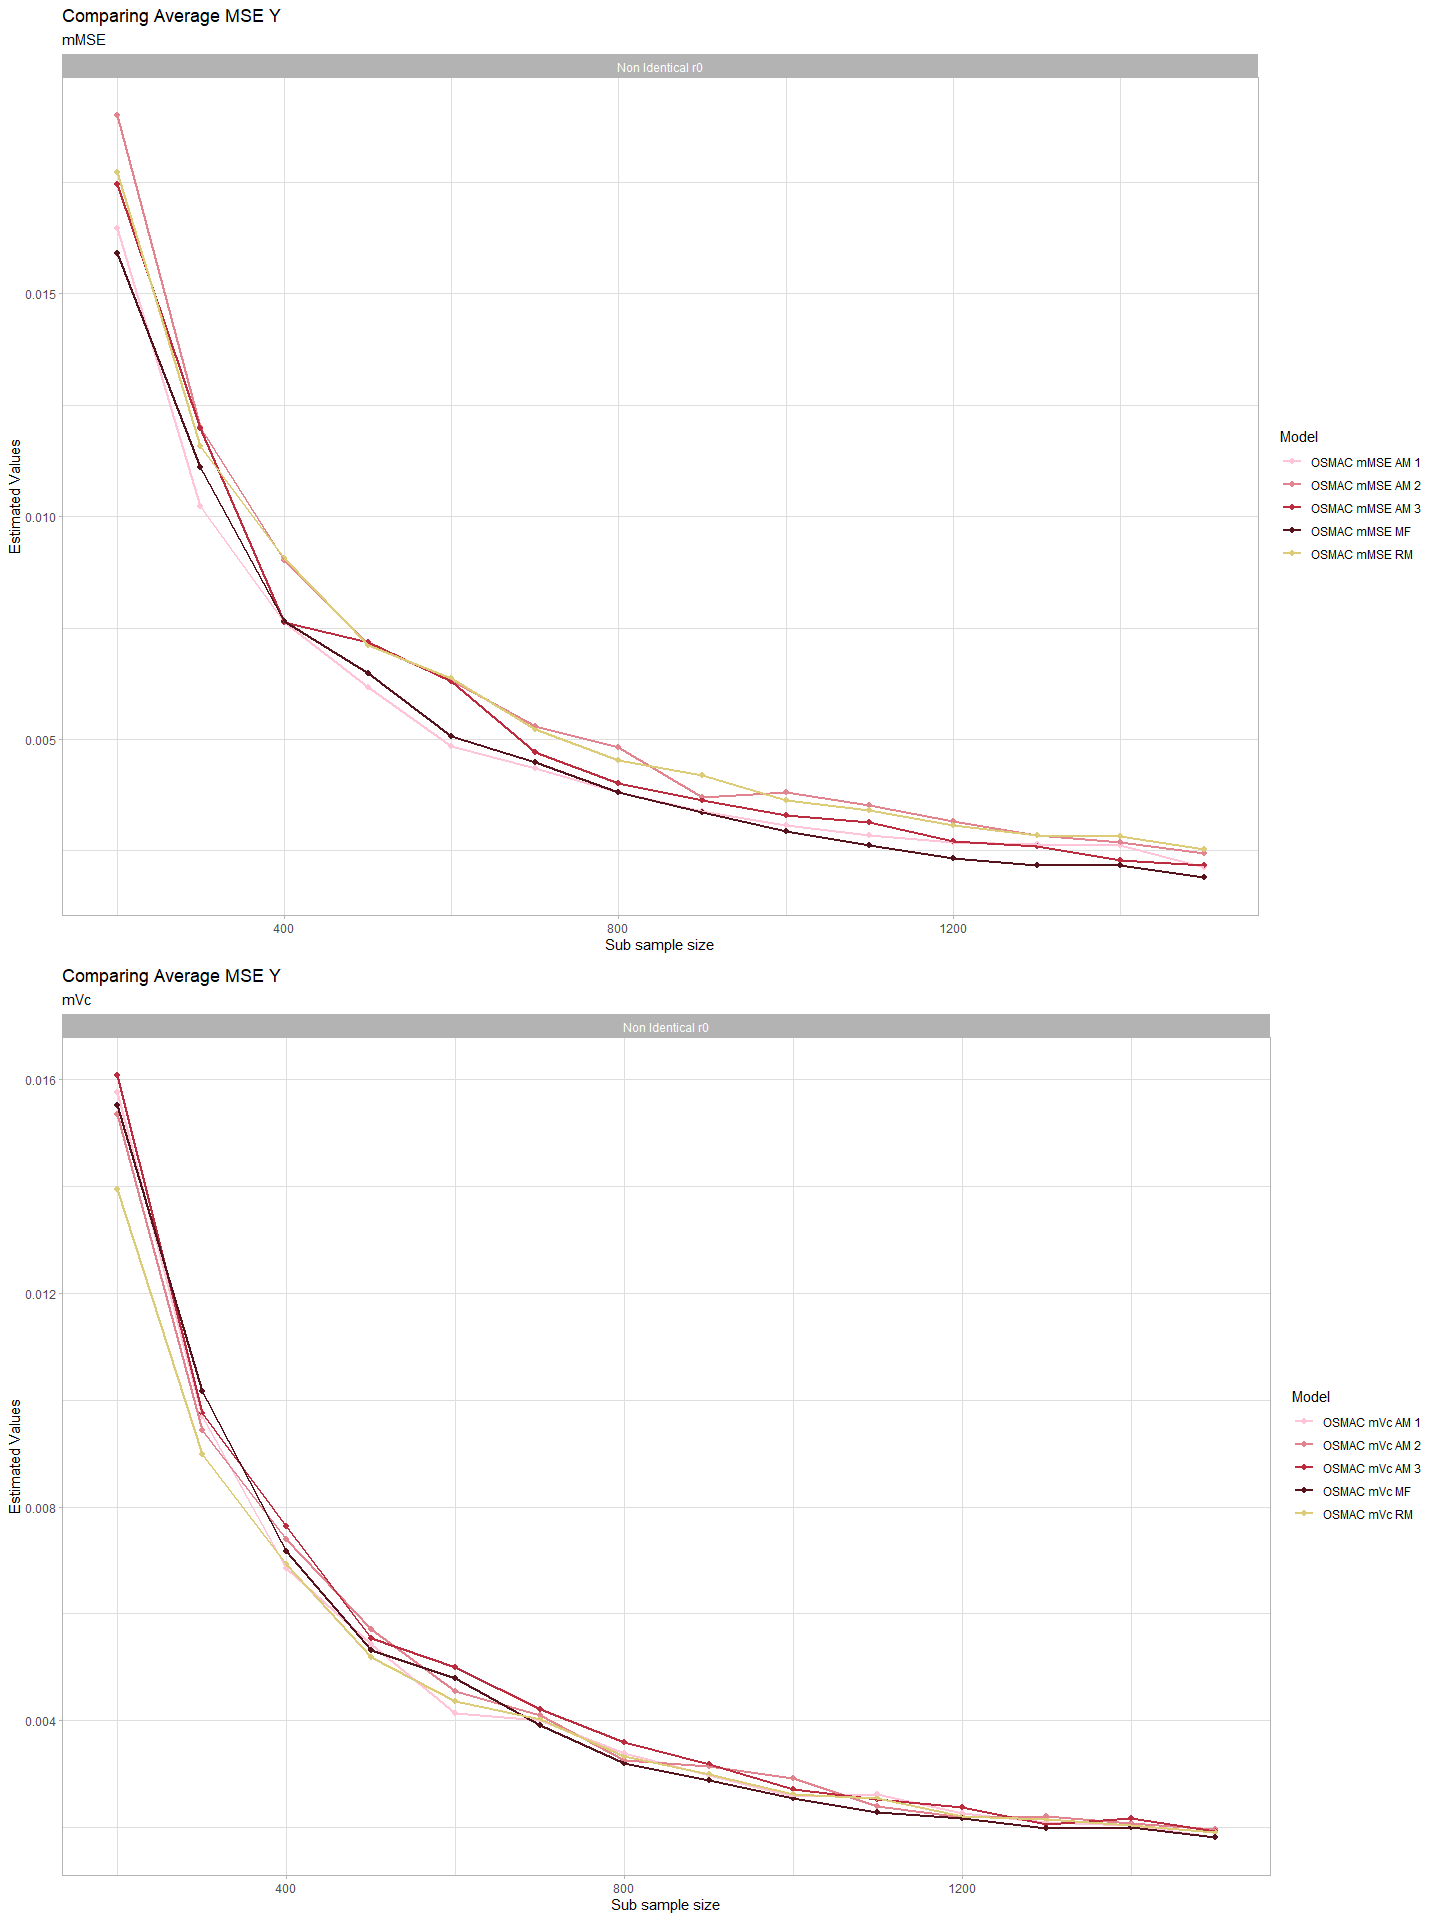 Comparing Average MSE Y
mMSE
Non Identical r0
0.015
0.010
0.005
Estimated Values
400
800
1200
Sub sample size
Model
OSMAC mMSE AM 1
OSMAC mMSE AM 2
OSMAC mMSE AM 3
OSMAC mMSE MF
OSMAC mMSE RM
Comparing Average MSE Y
mVc
Non Identical r0
0.016
0.012
0.008
0.004
Estimated Values
400
800
1200
Sub sample size
Model
OSMAC mVc AM 1
OSMAC mVc AM 2
OSMAC mVc AM 3
OSMAC mVc MF
OSMAC mVc RM